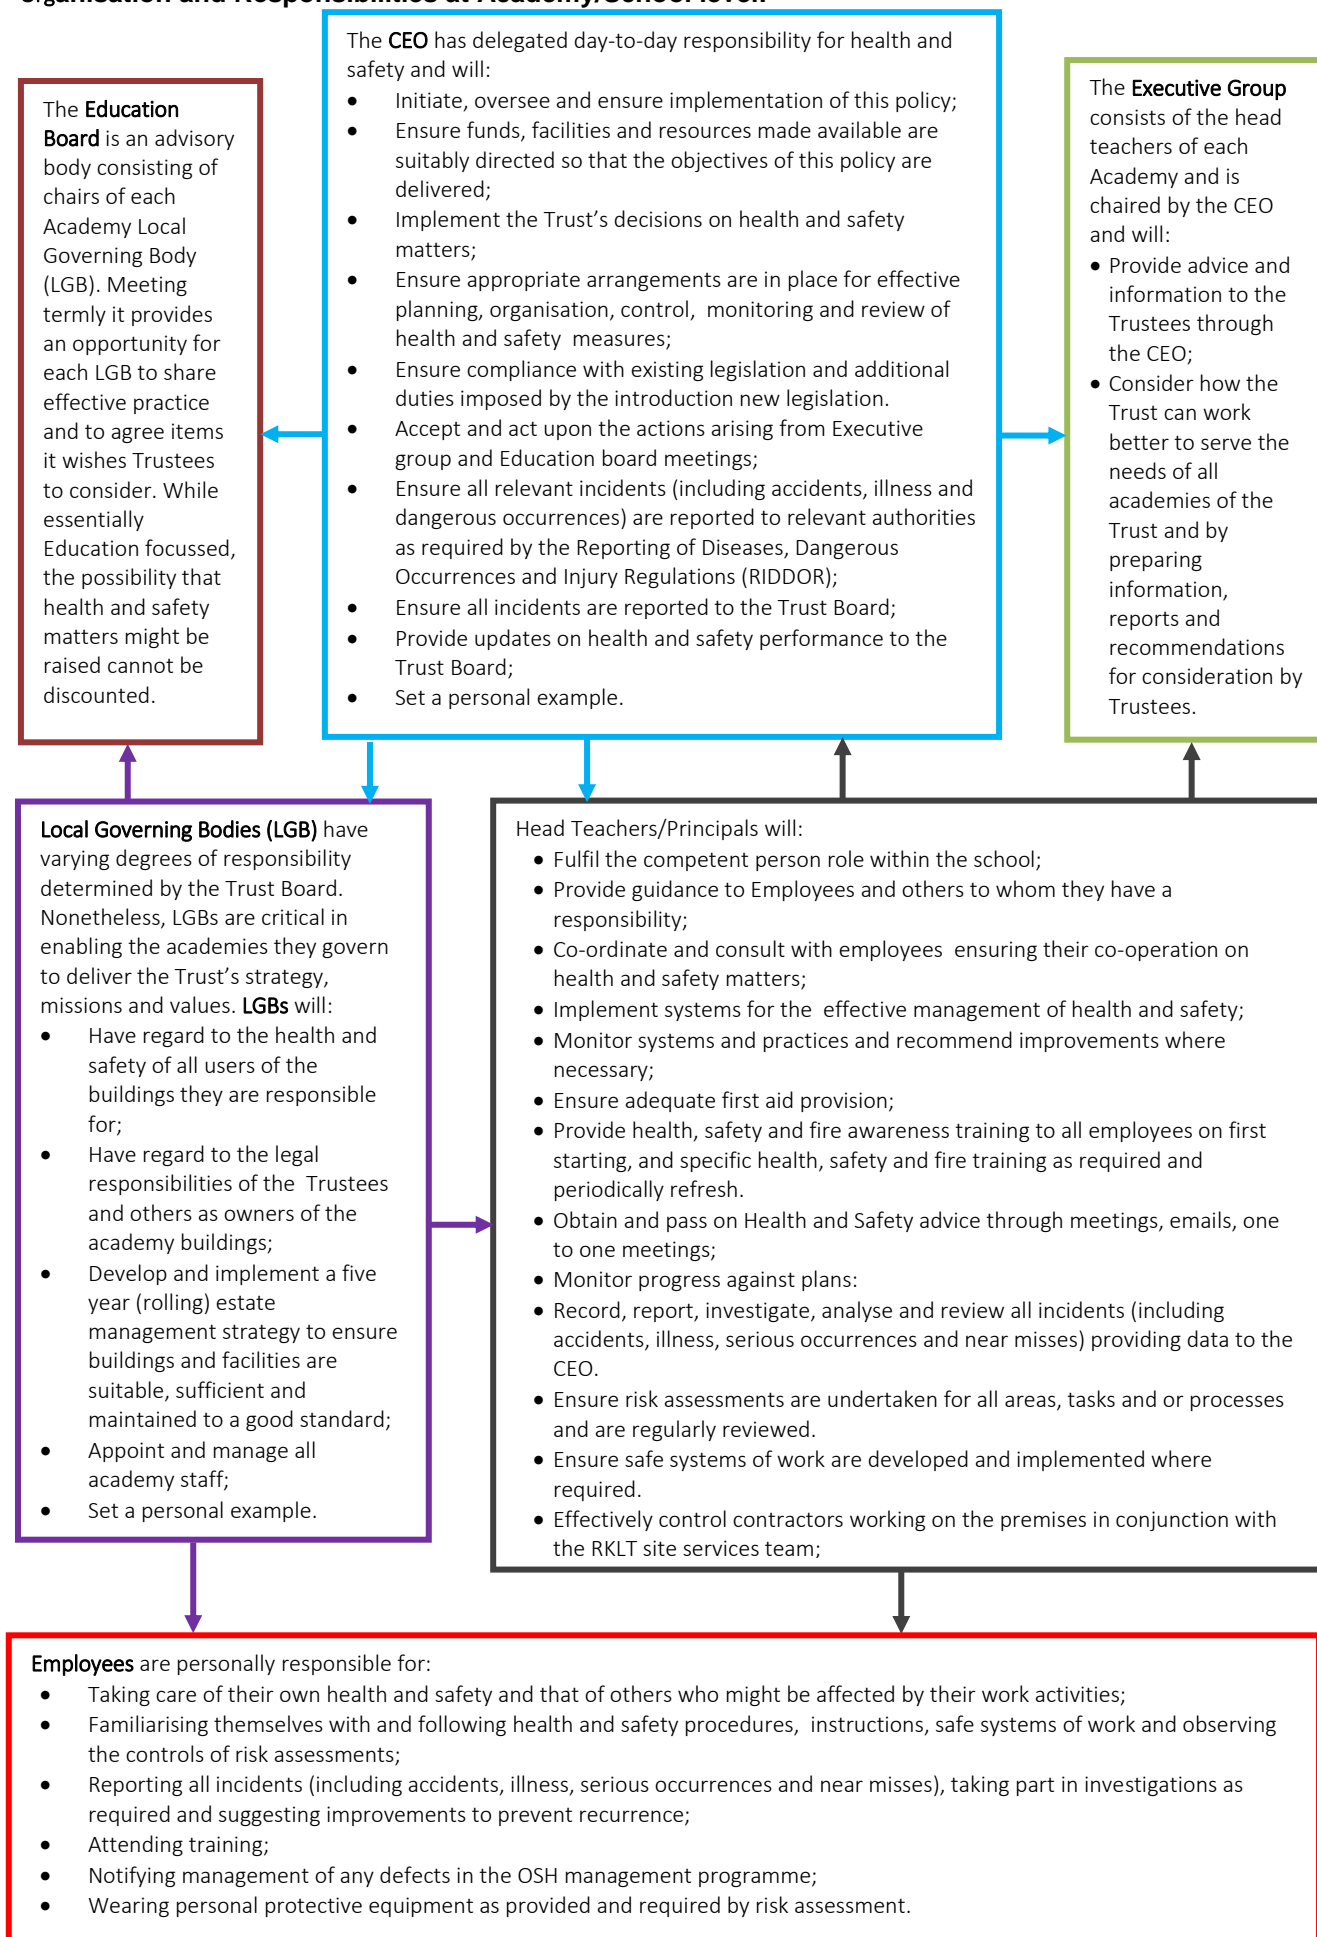 Organisation and Responsibilities at Academy/School level:
The CEO has delegated day-to-day responsibility for health and
safety and will:
• Initiate, oversee and ensure implementation of this policy;
• Ensure funds, facilities and resources made available are
suitably directed so that the objectives of this policy are
delivered;
• Implement the Trust’s decisions on health and safety
matters;
• Ensure appropriate arrangements are in place for effective
planning, organisation, control, monitoring and review of
health and safety measures;
• Ensure compliance with existing legislation and additional
duties imposed by the introduction new legislation.
• Accept and act upon the actions arising from Executive
group and Education board meetings;
• Ensure all relevant incidents (including accidents, illness and
dangerous occurrences) are reported to relevant authorities
as required by the Reporting of Diseases, Dangerous
Occurrences and Injury Regulations (RIDDOR);
• Ensure all incidents are reported to the Trust Board;
• Provide updates on health and safety performance to the
Trust Board;
• Set a personal example.
The Education
Board is an advisory
body consisting of
chairs of each
Academy Local
Governing Body
(LGB). Meeting
termly it provides
an opportunity for
each LGB to share
effective practice
and to agree items
it wishes Trustees
to consider. While
essentially
Education focussed,
the possibility that
health and safety
matters might be
raised cannot be
discounted.
The Executive Group
consists of the head
teachers of each
Academy and is
chaired by the CEO
and will:
• Provide advice and
information to the
Trustees through
the CEO;
• Consider how the
Trust can work
better to serve the
needs of all
academies of the
Trust and by
preparing
information,
reports and
recommendations
for consideration by
Trustees.
Local Governing Bodies (LGB) have
varying degrees of responsibility
determined by the Trust Board.
Nonetheless, LGBs are critical in
enabling the academies they govern
to deliver the Trust’s strategy,
missions and values. LGBs will:
• Have regard to the health and
safety of all users of the
buildings they are responsible
for;
• Have regard to the legal
responsibilities of the Trustees
and others as owners of the
academy buildings;
• Develop and implement a five
year (rolling) estate
management strategy to ensure
buildings and facilities are
suitable, sufficient and
maintained to a good standard;
• Appoint and manage all
academy staff;
• Set a personal example.
Head Teachers/Principals will:
• Fulfil the competent person role within the school;
• Provide guidance to Employees and others to whom they have a
responsibility;
• Co-ordinate and consult with employees ensuring their co-operation on
health and safety matters;
• Implement systems for the effective management of health and safety;
• Monitor systems and practices and recommend improvements where
necessary;
• Ensure adequate first aid provision;
• Provide health, safety and fire awareness training to all employees on first
starting, and specific health, safety and fire training as required and
periodically refresh.
• Obtain and pass on Health and Safety advice through meetings, emails, one
to one meetings;
• Monitor progress against plans:
• Record, report, investigate, analyse and review all incidents (including
accidents, illness, serious occurrences and near misses) providing data to the
CEO.
• Ensure risk assessments are undertaken for all areas, tasks and or processes
and are regularly reviewed.
• Ensure safe systems of work are developed and implemented where
required.
• Effectively control contractors working on the premises in conjunction with
the RKLT site services team;
Employees are personally responsible for:
• Taking care of their own health and safety and that of others who might be affected by their work activities;
• Familiarising themselves with and following health and safety procedures, instructions, safe systems of work and observing
the controls of risk assessments;
• Reporting all incidents (including accidents, illness, serious occurrences and near misses), taking part in investigations as
required and suggesting improvements to prevent recurrence;
• Attending training;
• Notifying management of any defects in the OSH management programme;
• Wearing personal protective equipment as provided and required by risk assessment.